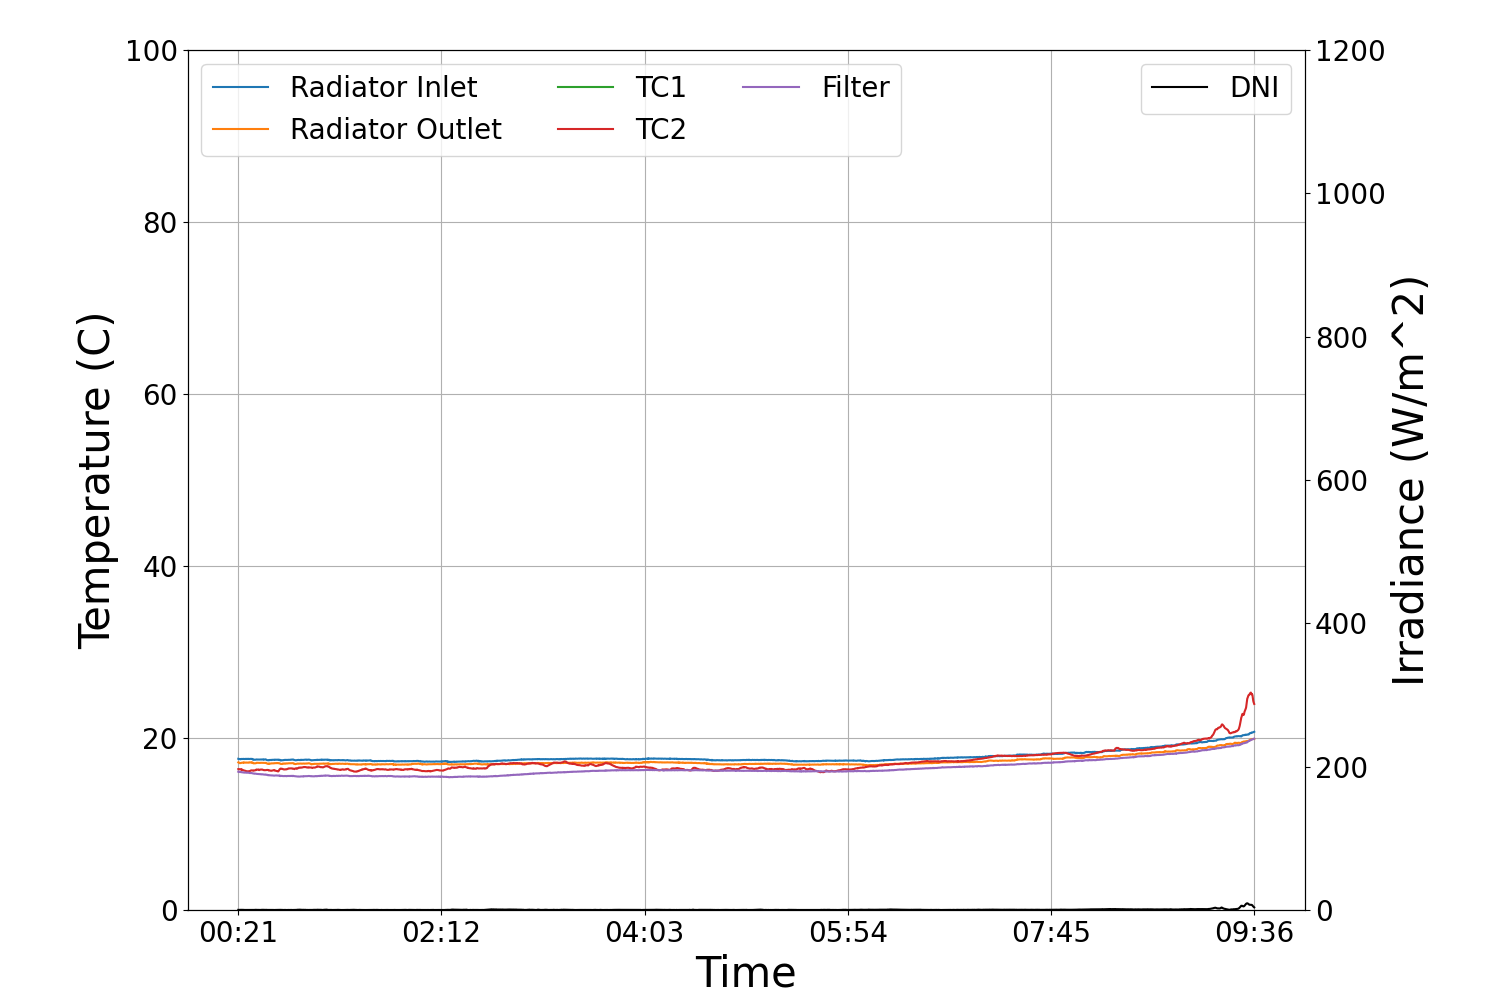 100
80
60
40
20
0
Temperature (C)
Radiator Inlet
Radiator Outlet
TC1
TC2
Filter
DNI
1200
1000
800
600
400
200
0
Irradiance (W/m^2)
00:21 02:12 04:03 05:54 07:45 09:36
Time